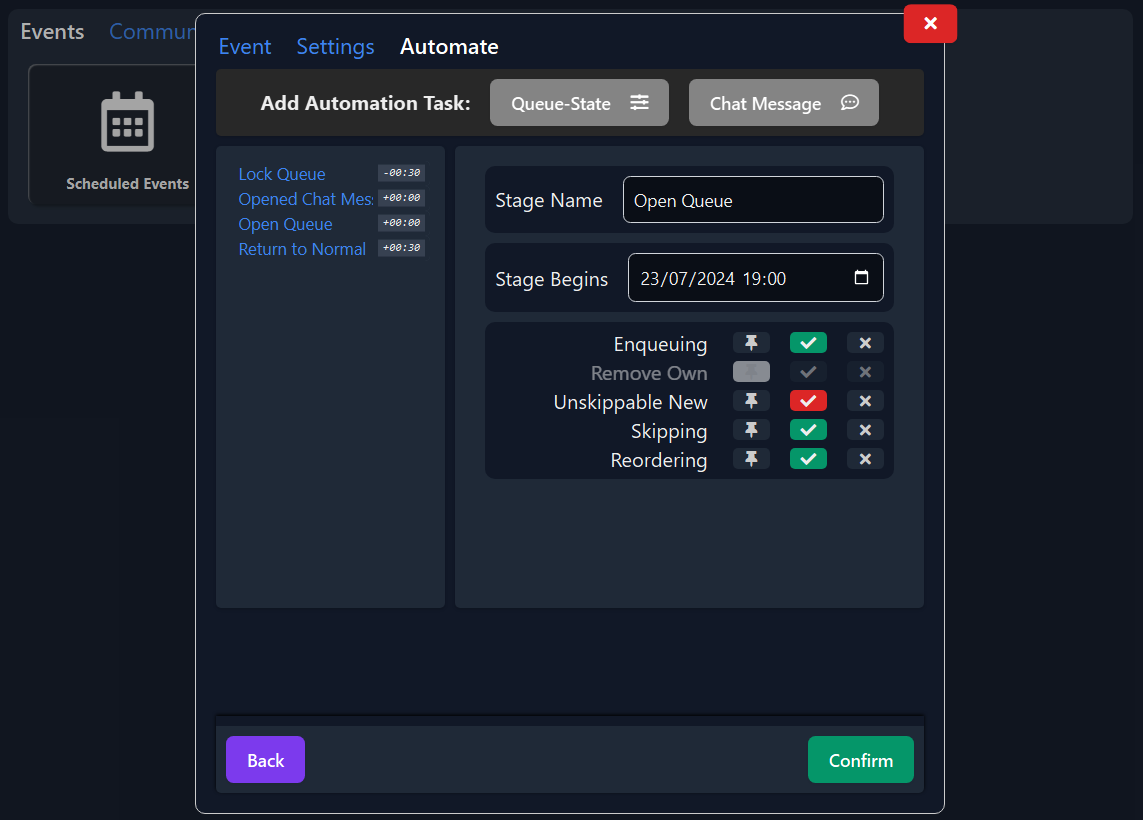 Events Commun
Scheduled Events
Event Settings Automate
Add Automation Task: Queue-State Chat Message
Lock Queue -00:30
Opened Chat Mes +00:00
Open Queue +00:00
Return to Normal +00:30
Stage Name Open Queue
Stage Begins 23/07/2024 19:00
Enqueuing
Remove Own
Unskippable New
Skipping
Reordering
Back Confirm